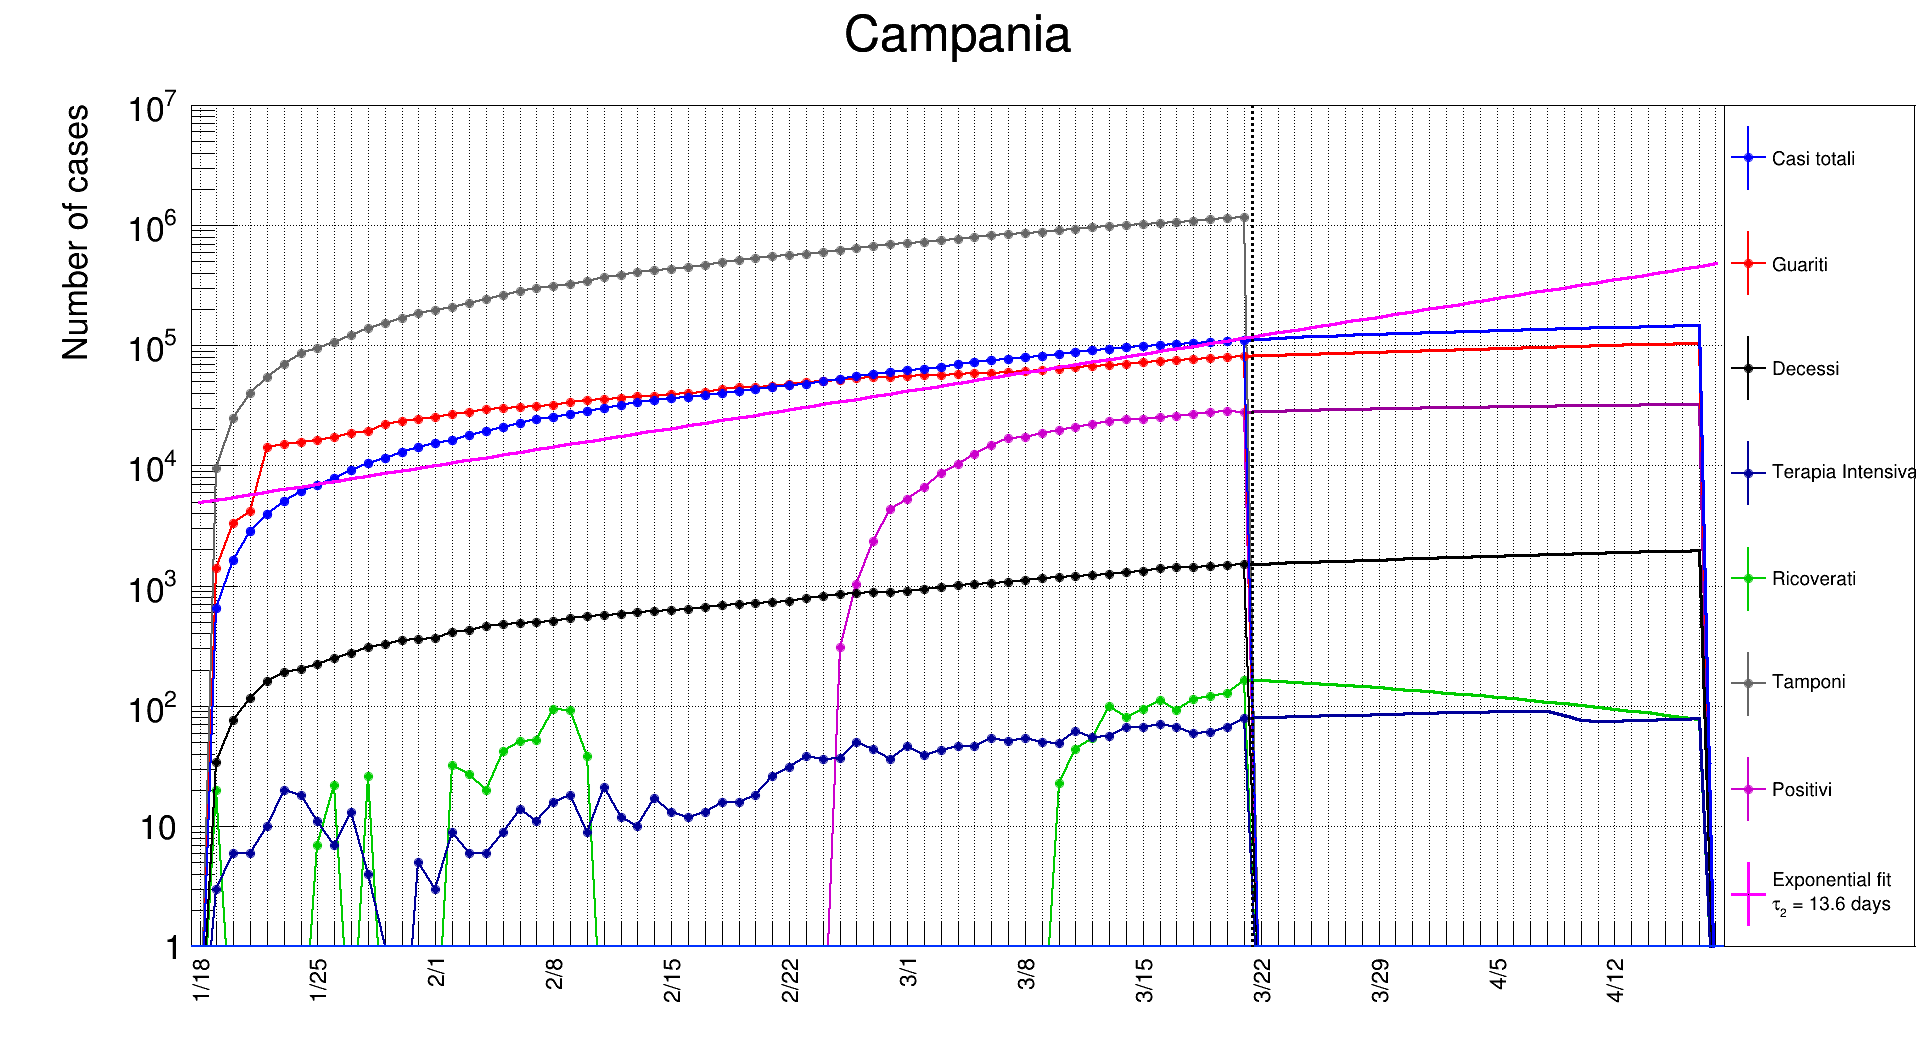 Campania
Number of cases
10^7
10^6
10^5
10^4
10^3
10^2
10
1
1/18
1/25
2/1
2/8
2/15
2/22
3/1
3/8
3/15
3/22
3/29
4/5
4/12
Casi totali
Guariti
Decessi
Terapia Intensiva
Ricoverati
Tamponi
Positivi
Exponential fit
τ₂ = 13.6 days